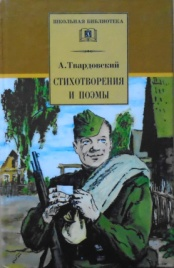 ШКОЛЬНАЯ БИБЛИОТЕКА
А.Твардовский
СТИХОТВОРЕНИЯ
И ПОЭМЫ